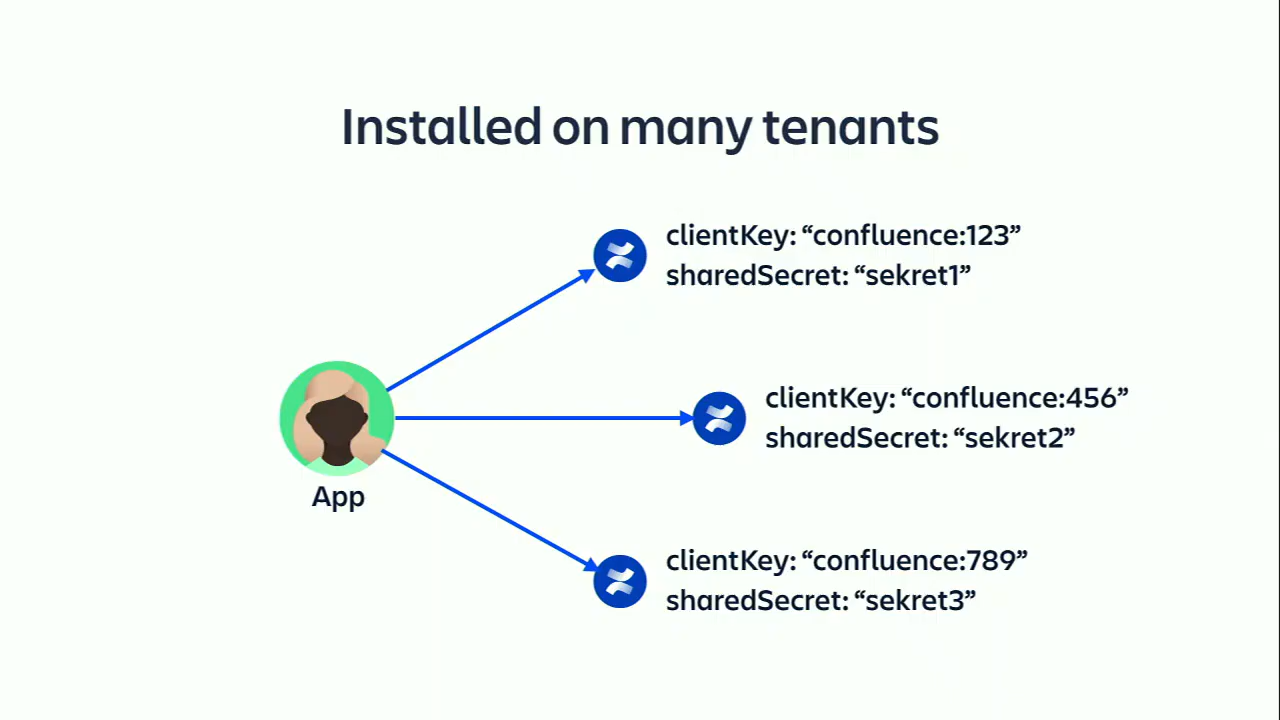 Installed on many tenants
clientKey: “confluence:123”
sharedSecret: “sekret1”
clientKey: “confluence:456”
sharedSecret: “sekret2”
App
clientKey: “confluence:789”
sharedSecret: “sekret3”